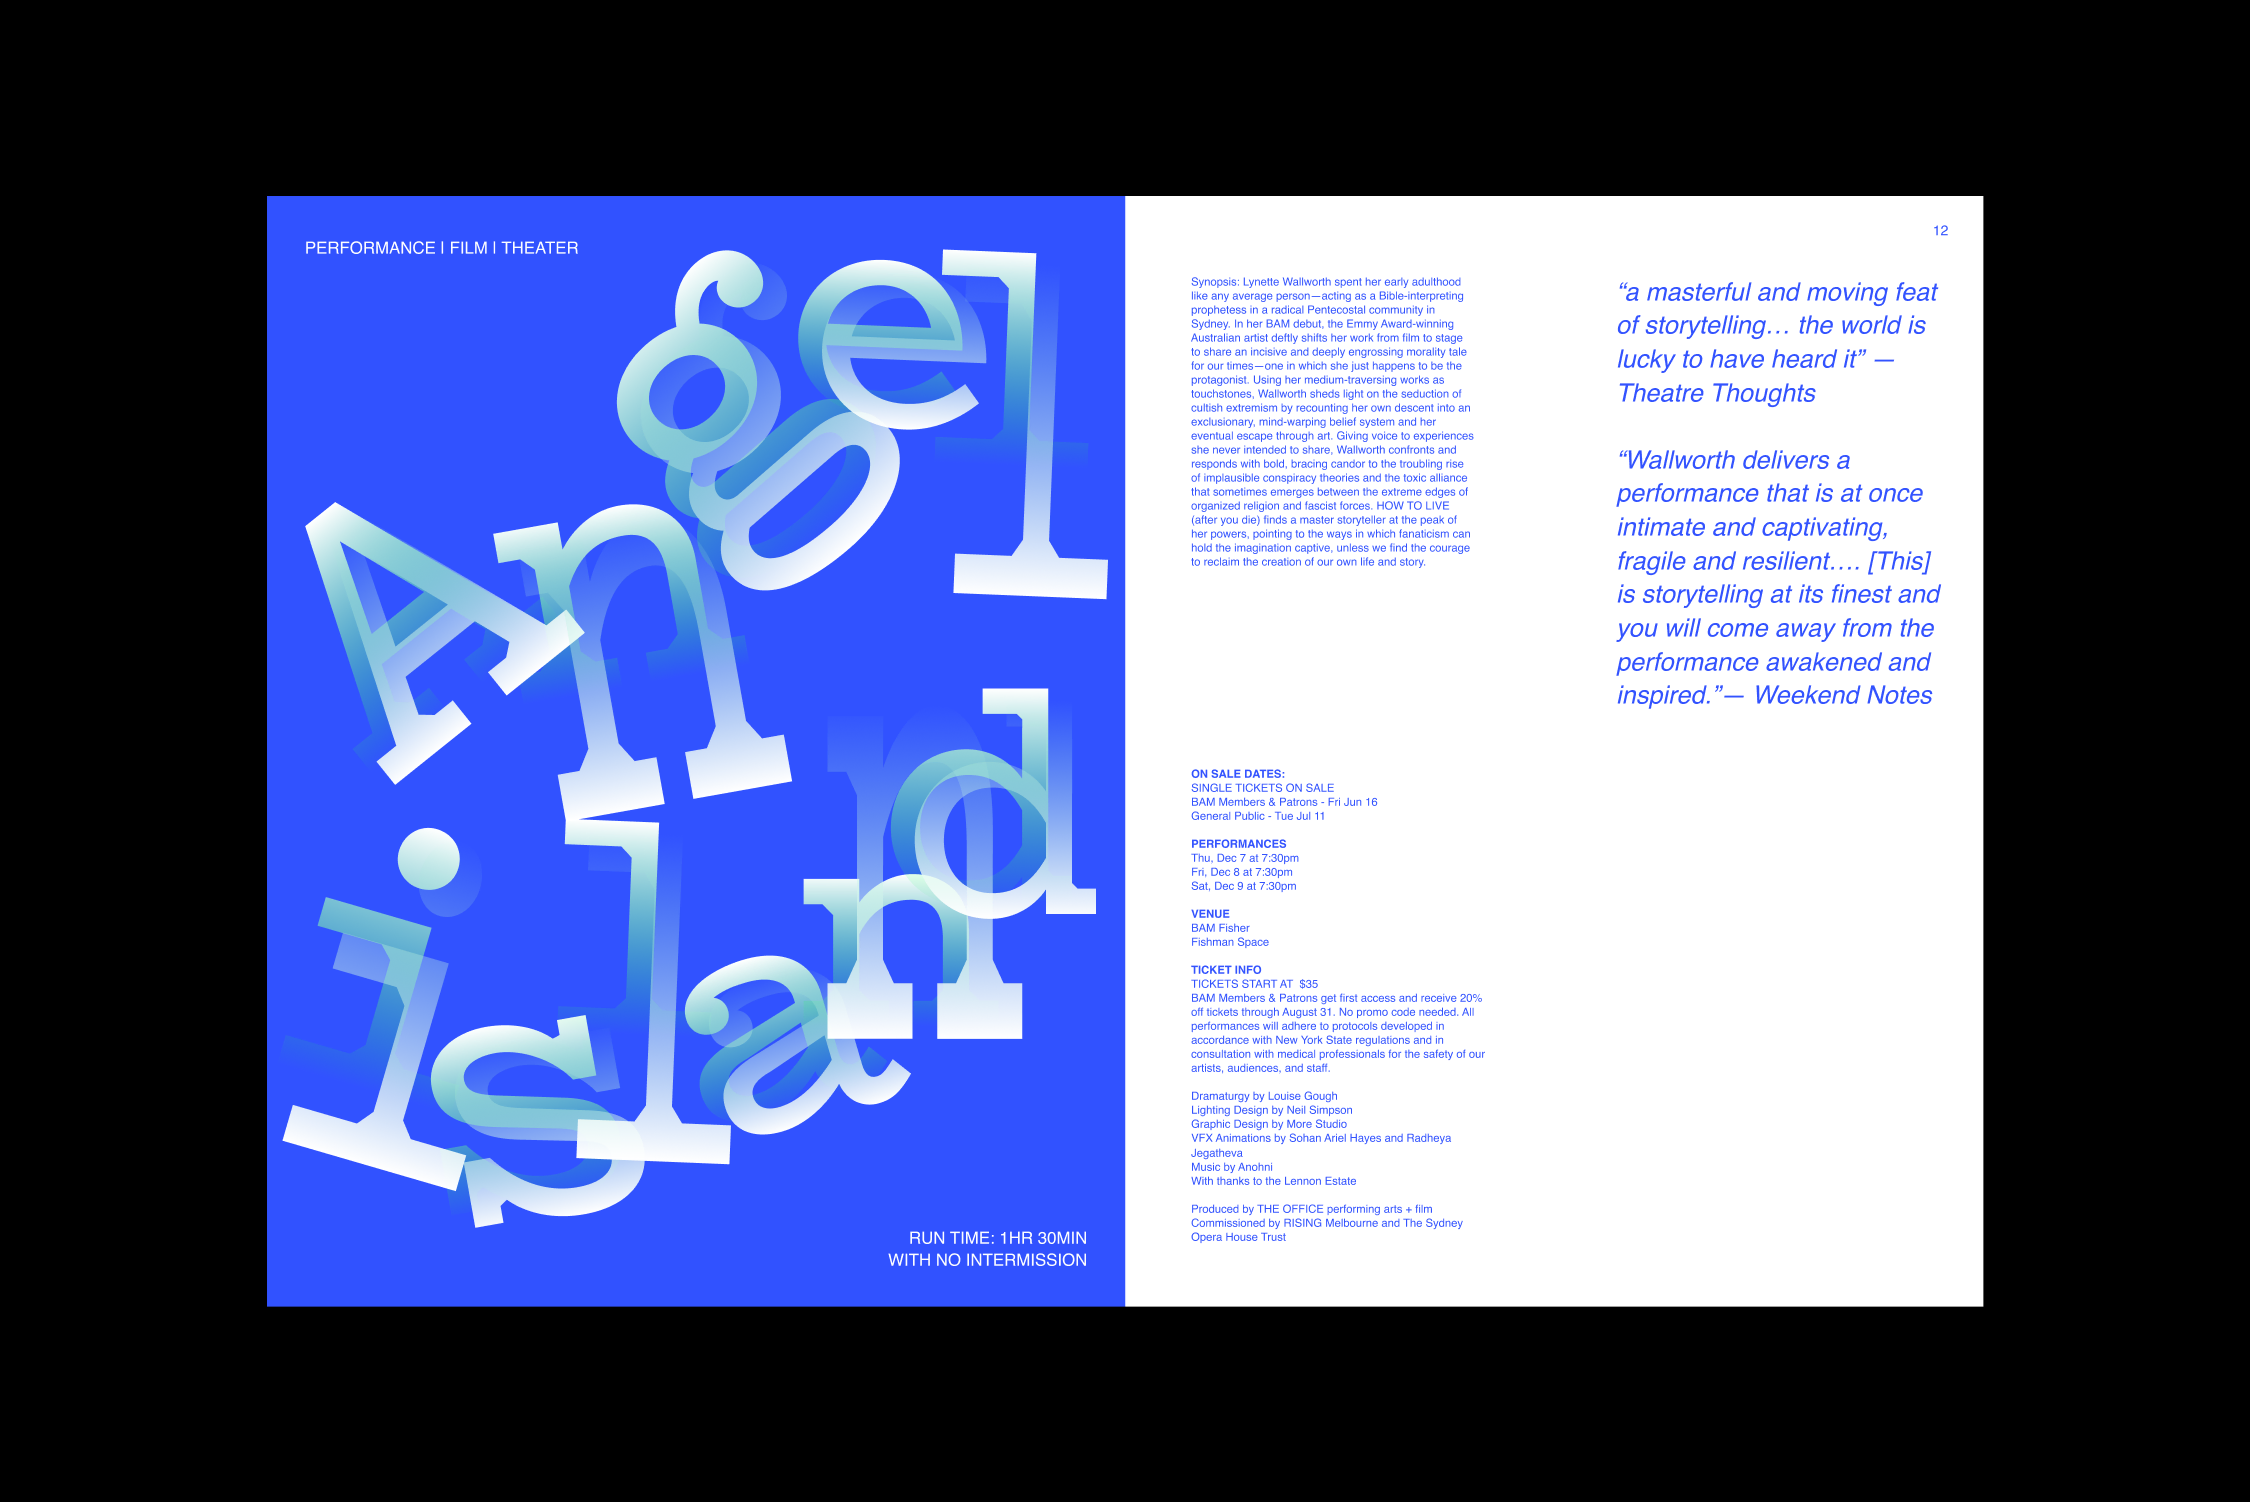 PERFORMANCE | FILM | THEATER
Angel
Island
RUN TIME: 1HR 30MIN
WITH NO INTERMISSION
12
Synopsis: Lynette Wallworth spent her early adulthood
like any average person—acting as a Bible-interpreting
prophetess in a radical Pentecostal community in
Sydney. In her BAM debut, the Emmy Award-winning
Australian artist deftly shifts her work from film to stage
to share an incisive and deeply engrossing morality tale
for our times—one in which she just happens to be the
protagonist. Using her medium-traversing works as
touchstones, Wallworth sheds light on the seduction of
cultish extremism by recounting her own descent into an
exclusionary, mind-warping belief system and her
eventual escape through art. Giving voice to experiences
she never intended to share, Wallworth confronts and
responds with bold, bracing candor to the troubling rise
of implausible conspiracy theories and the toxic alliance
that sometimes emerges between the extreme edges of
organized religion and fascist forces. HOW TO LIVE
(after you die) finds a master storyteller at the peak of
her powers, pointing to the ways in which fanaticism can
hold the imagination captive, unless we find the courage
to reclaim the creation of our own life and story.
ON SALE DATES:
SINGLE TICKETS ON SALE
BAM Members & Patrons - Fri Jun 16
General Public - Tue Jul 11
PERFORMANCES
Thu, Dec 7 at 7:30pm
Fri, Dec 8 at 7:30pm
Sat, Dec 9 at 7:30pm
VENUE
BAM Fisher
Fishman Space
TICKET INFO
TICKETS START AT  $35
BAM Members & Patrons get first access and receive 20%
off tickets through August 31. No promo code needed. All
performances will adhere to protocols developed in
accordance with New York State regulations and in
consultation with medical professionals for the safety of our
artists, audiences, and staff.
Dramaturgy by Louise Gough
Lighting Design by Neil Simpson
Graphic Design by More Studio
VFX Animations by Sohan Ariel Hayes and Radheya
Jegatheva
Music by Anohni
With thanks to the Lennon Estate
Produced by THE OFFICE performing arts + film
Commissioned by RISING Melbourne and The Sydney
Opera House Trust
“a masterful and moving feat
of storytelling… the world is
lucky to have heard it” —
Theatre Thoughts
“Wallworth delivers a
performance that is at once
intimate and captivating,
fragile and resilient…. [This]
is storytelling at its finest and
you will come away from the
performance awakened and
inspired.”— Weekend Notes